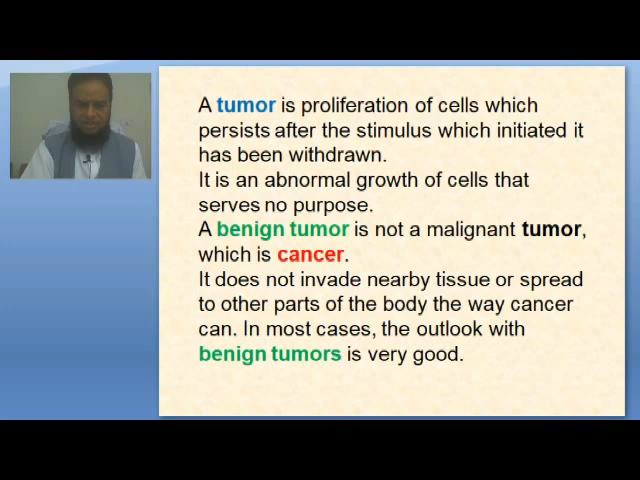 A tumor is proliferation of cells which
persists after the stimulus which initiated it
has been withdrawn.
It is an abnormal growth of cells that
serves no purpose.
A benign tumor is not a malignant tumor,
which is cancer.
It does not invade nearby tissue or spread
to other parts of the body the way cancer
can. In most cases, the outlook with
benign tumors is very good.